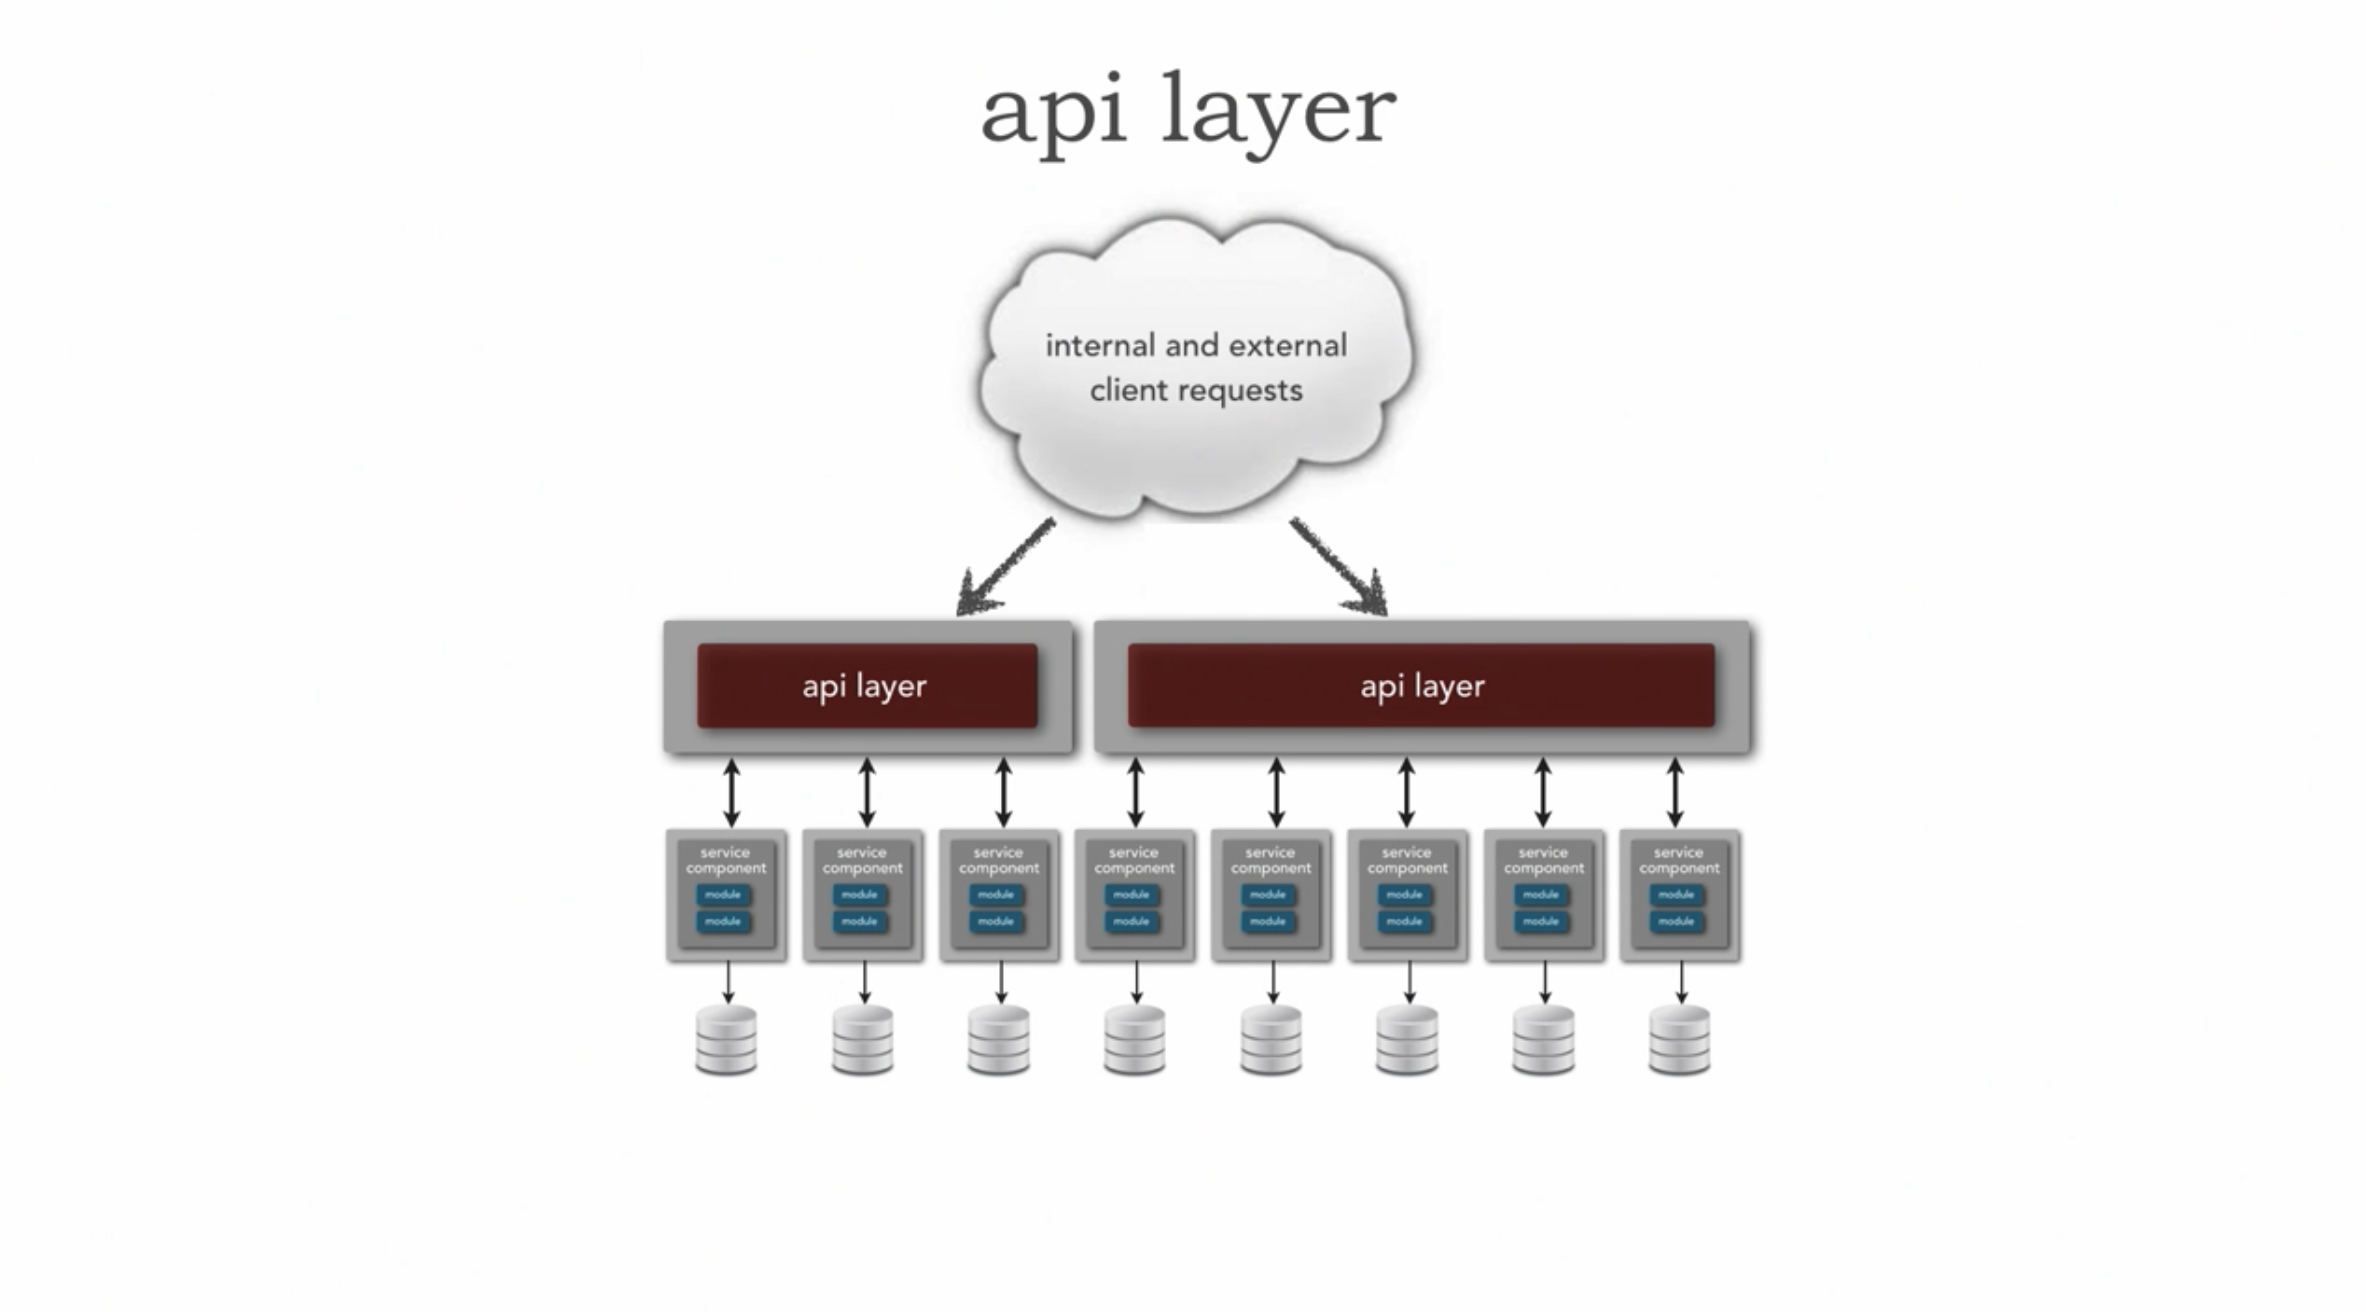 api layer
internal and external
client requests
api layer
api layer
service
component
module
module
service
component
module
module
service
component
module
module
service
component
module
module
service
component
module
module
service
component
module
module
service
component
module
module
service
component
module
module